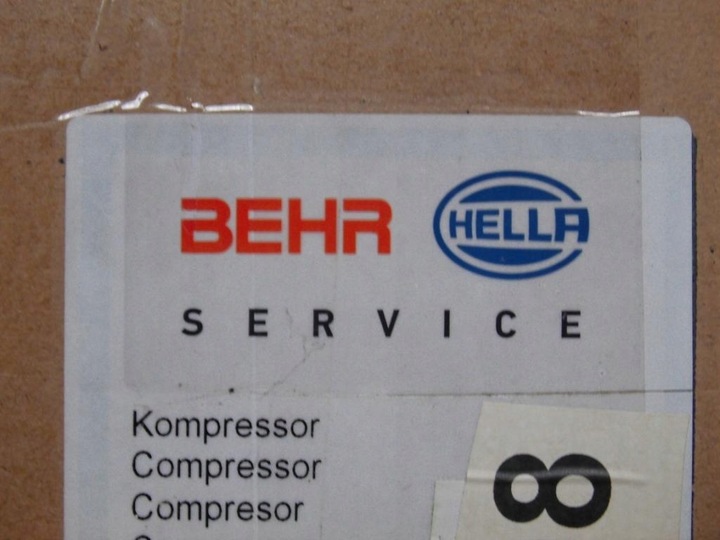 BEHR HELLA
SERVICE
Kompressor
Compressor
Compresor
8